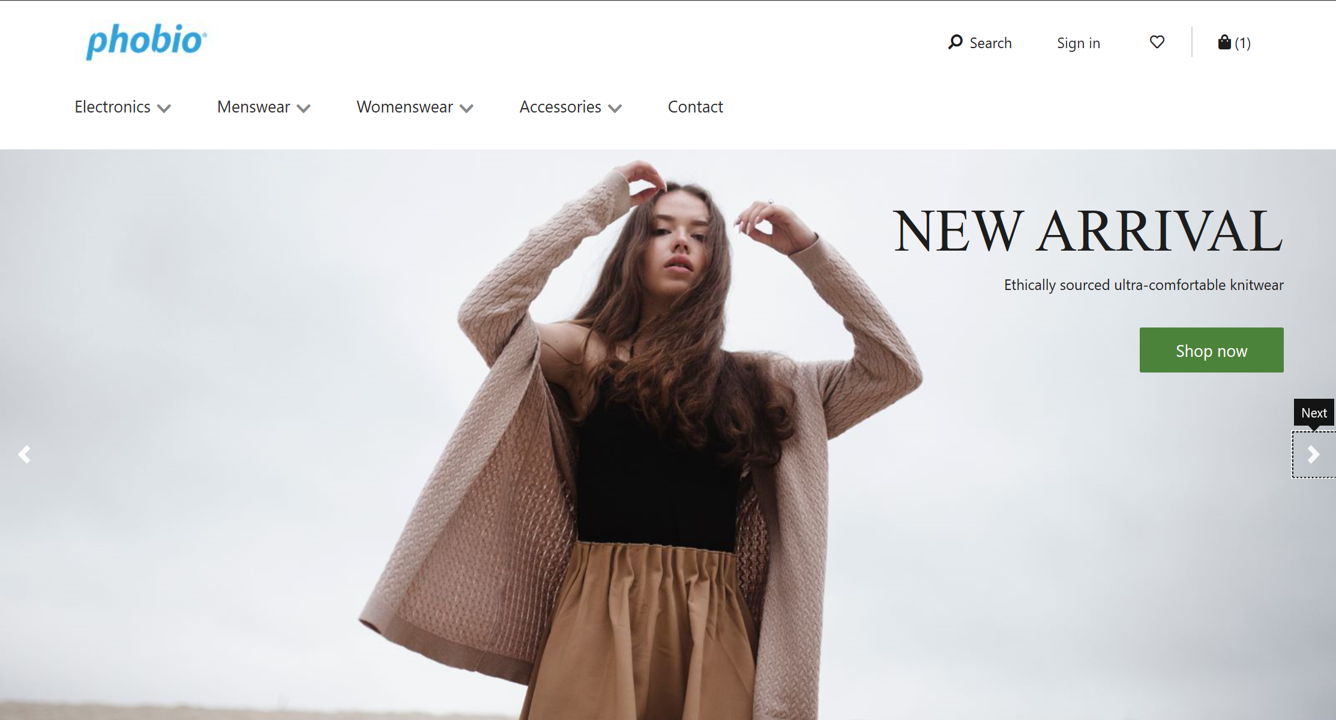 phobio
Search
Sign in
(1)
Electronics
Menswear
Womenswear
Accessories
Contact
NEW ARRIVAL
Ethically sourced ultra-comfortable knitwear
Shop now
Next